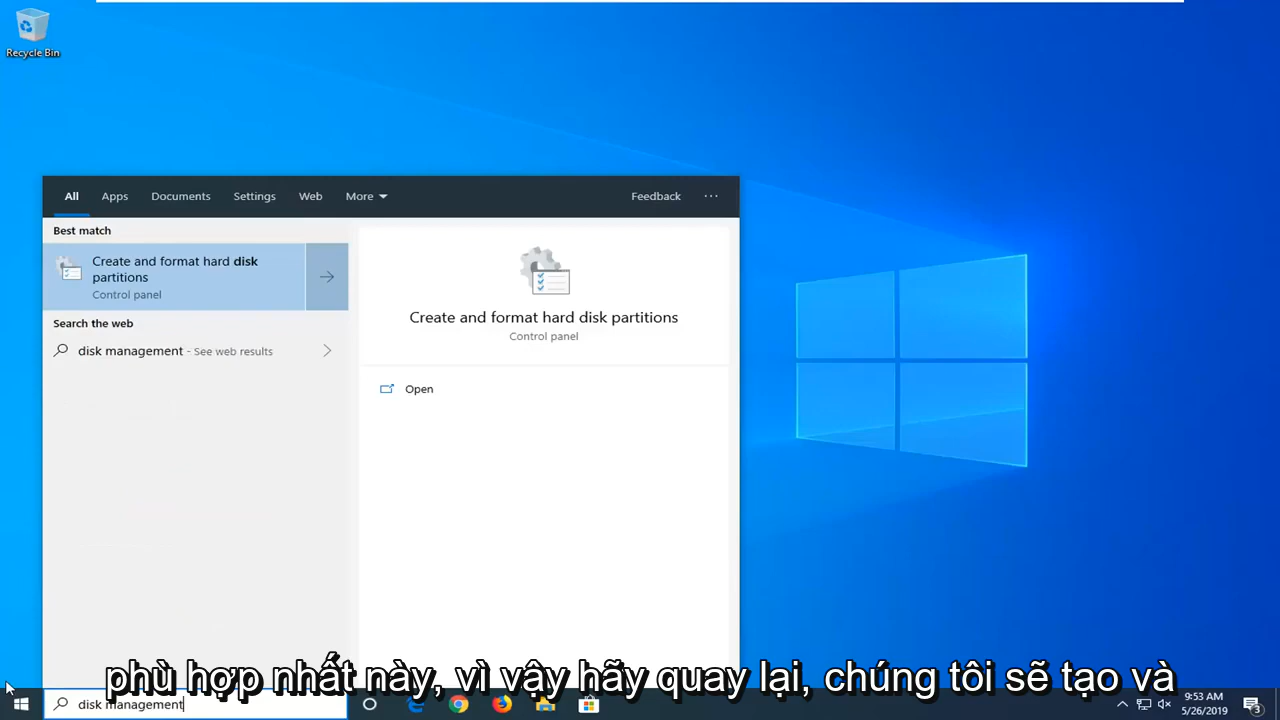 Recycle Bin
All Apps Documents Settings Web More Feedback ...
Best match
Create and format hard disk
partitions
Control panel
Search the web
disk management - See web results
Create and format hard disk partitions
Control panel
Open
phù hợp nhất này, vì vậy hãy quay lại, chúng tôi sẽ tạo và
disk management
9:53 AM
5/26/2019
3